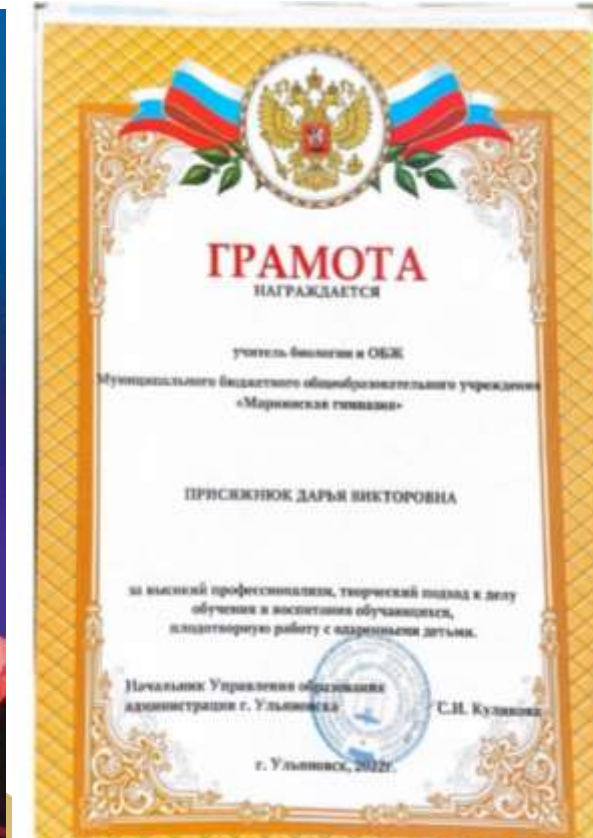 ГРАМОТА
НАГРАЖДАЕТСЯ
учитель биологии и ОБЖ
Муниципального бюджетного общеобразовательного учреждения
«Мариинская гимназия»
ПРИСЯЖНЮК ДАРЬЯ ВИКТОРОВНА
за высокий профессионализм, творческий подход к делу
обучения и воспитания обучающихся,
плодотворную работу с одаренными детьми.
Начальник Управления образования
администрации г. Ульяновска
С.И. Куликова
г. Ульяновск, 2022г.